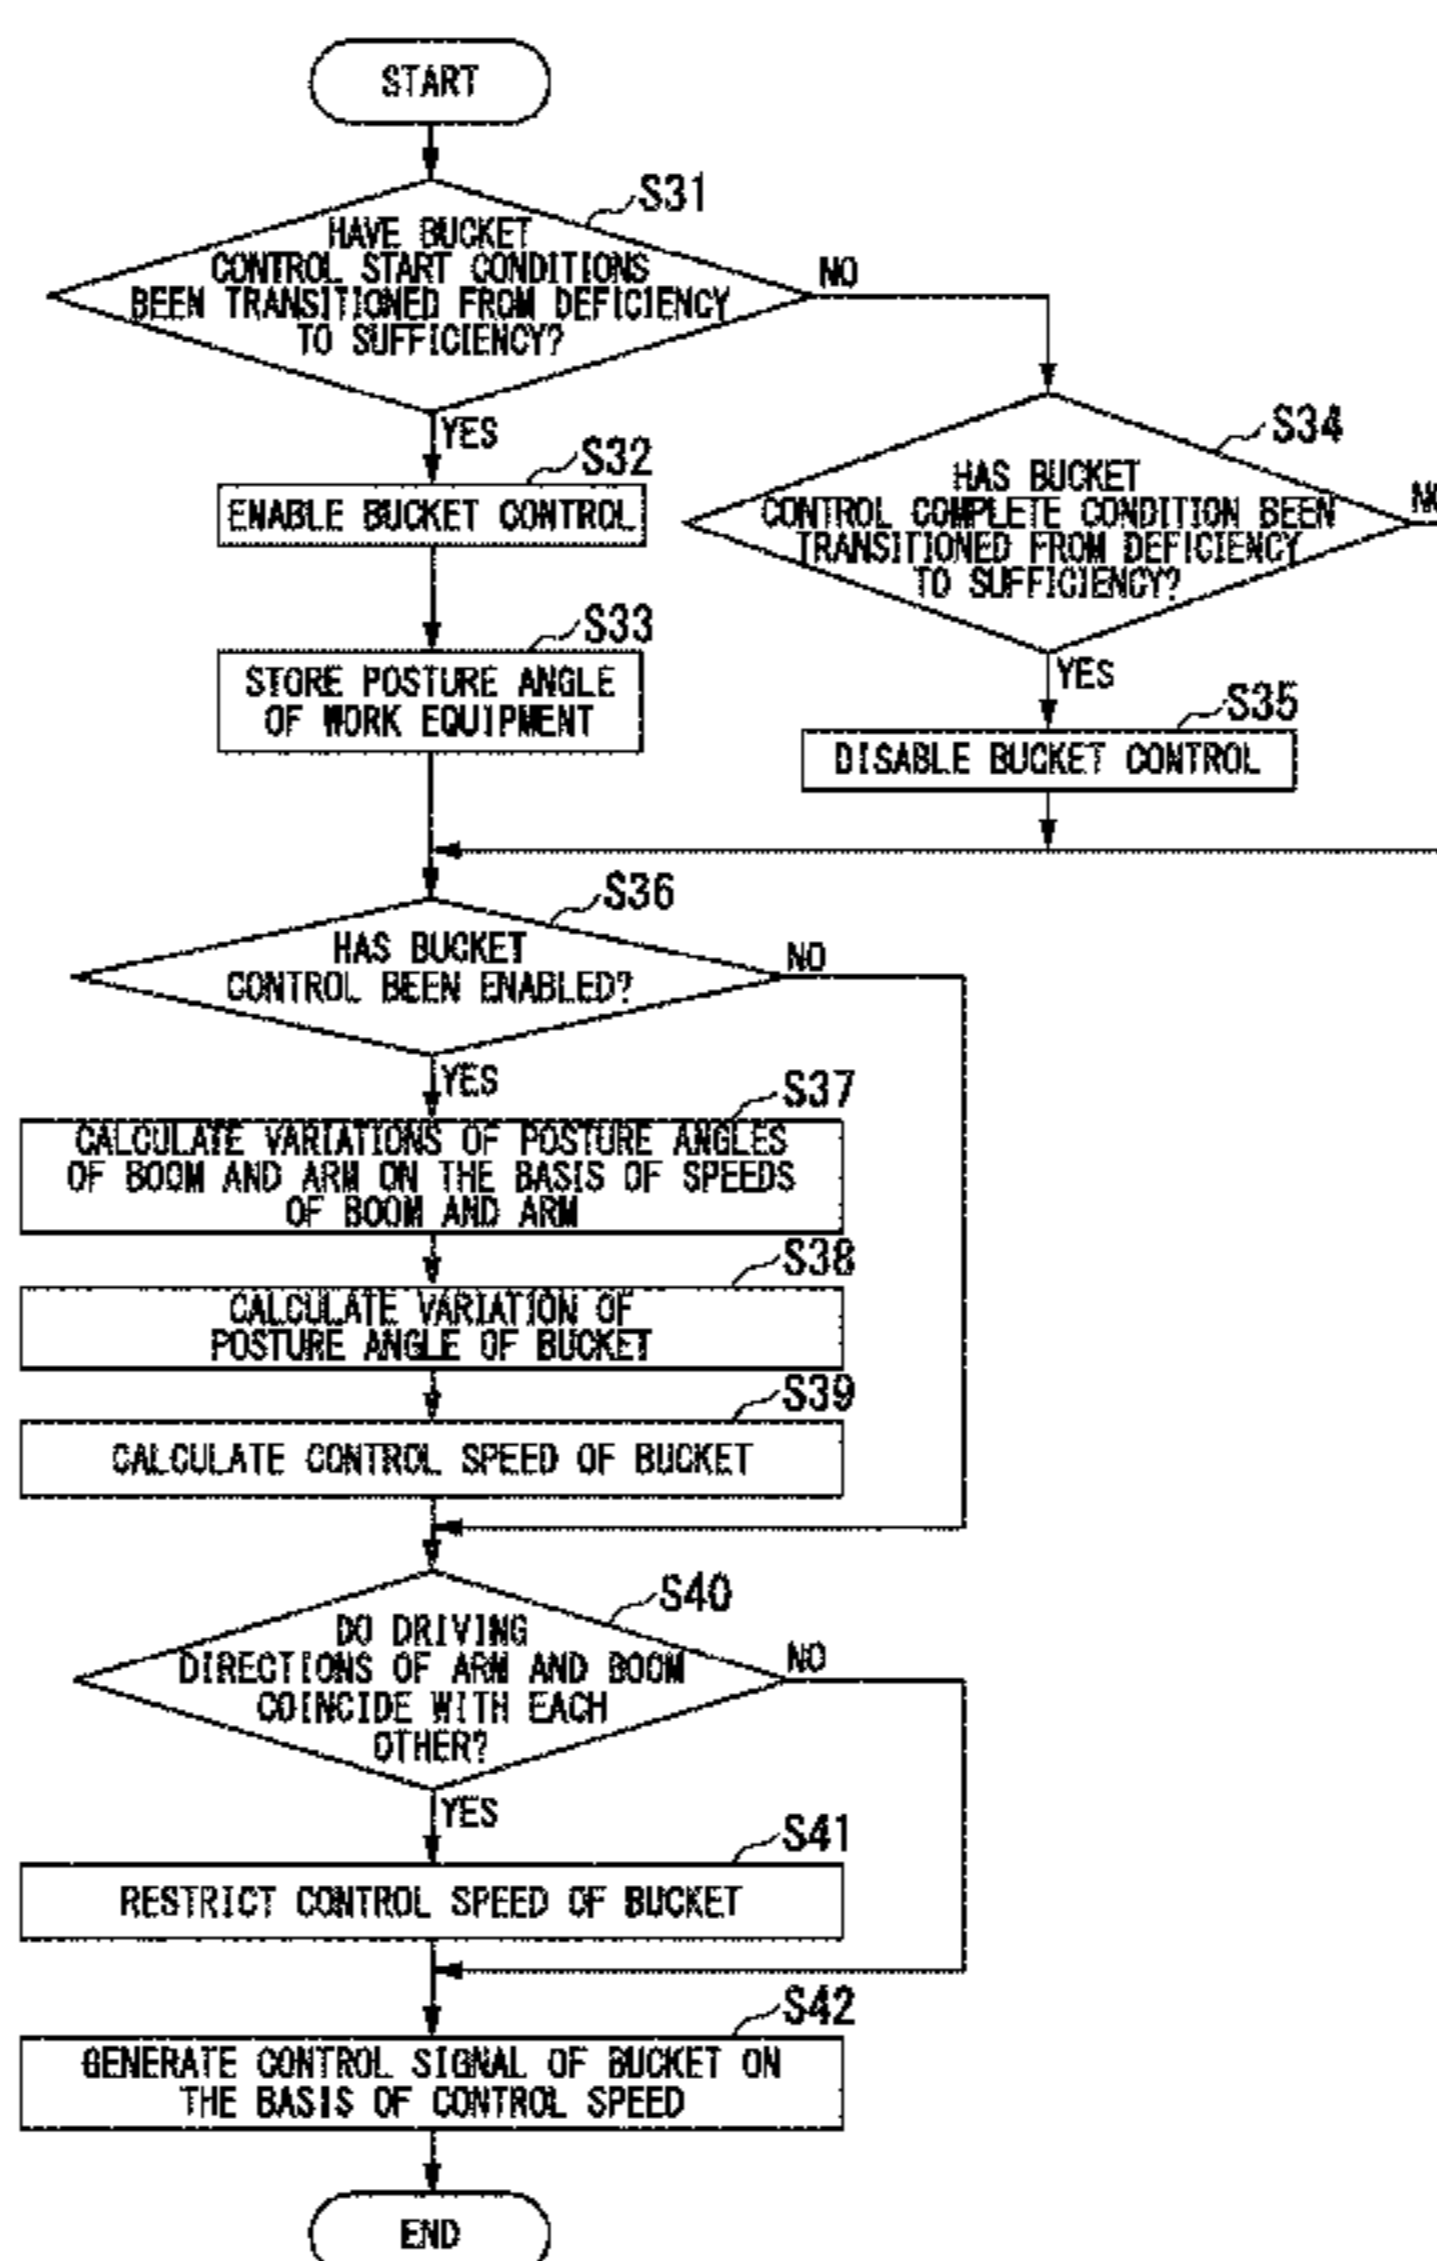 START
S31
HAVE BUCKET
CONTROL START CONDITIONS
BEEN TRANSITIONED FROM DEFICIENCY
TO SUFFICIENCY?
NO
YES
S32
ENABLE BUCKET CONTROL
S33
STORE POSTURE ANGLE
OF WORK EQUIPMENT
S34
HAS BUCKET
CONTROL COMPLETE CONDITION BEEN
TRANSITIONED FROM DEFICIENCY
TO SUFFICIENCY?
NO
YES
S35
DISABLE BUCKET CONTROL
S36
HAS BUCKET
CONTROL BEEN ENABLED?
NO
YES
S37
CALCULATE VARIATIONS OF POSTURE ANGLES
OF BOOM AND ARM ON THE BASIS OF SPEEDS
OF BOOM AND ARM
S38
CALCULATE VARIATION OF
POSTURE ANGLE OF BUCKET
S39
CALCULATE CONTROL SPEED OF BUCKET
S40
DO DRIVING
DIRECTIONS OF ARM AND BOOM
COINCIDE WITH EACH
OTHER?
NO
YES
S41
RESTRICT CONTROL SPEED OF BUCKET
S42
GENERATE CONTROL SIGNAL OF BUCKET ON
THE BASIS OF CONTROL SPEED
END